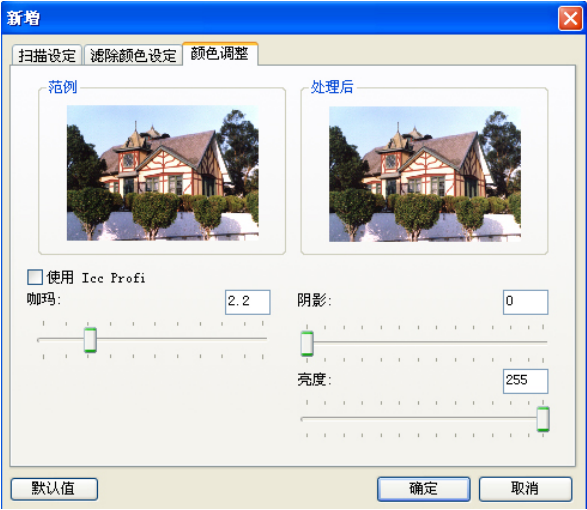 新增
扫描设定 滤除颜色设定 颜色调整
范例 处理后
使用 Icc Profi
咖玛: 2.2 阴影: 0
亮度: 255
默认值 确定 取消